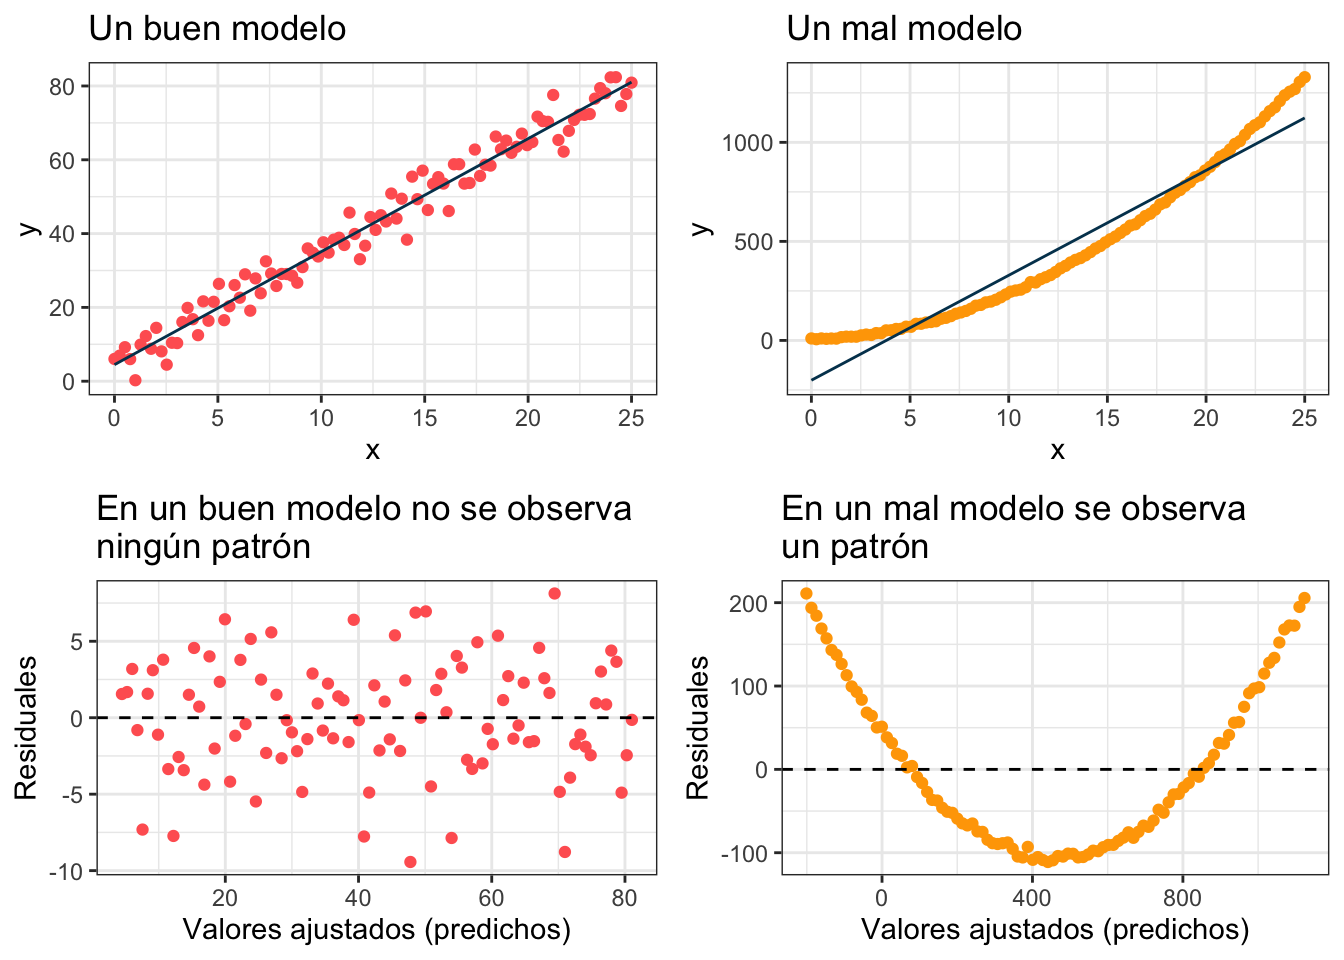 Un buen modelo
80
60
40
20
0
y
0 5 10 15 20 25
x
Un mal modelo
1000
500
0
y
0 5 10 15 20 25
x
En un buen modelo no se observa
ningún patrón
5
0
-5
-10
Residuales
20 40 60 80
Valores ajustados (predichos)
En un mal modelo se observa
un patrón
200
100
0
-100
Residuales
0 400 800
Valores ajustados (predichos)